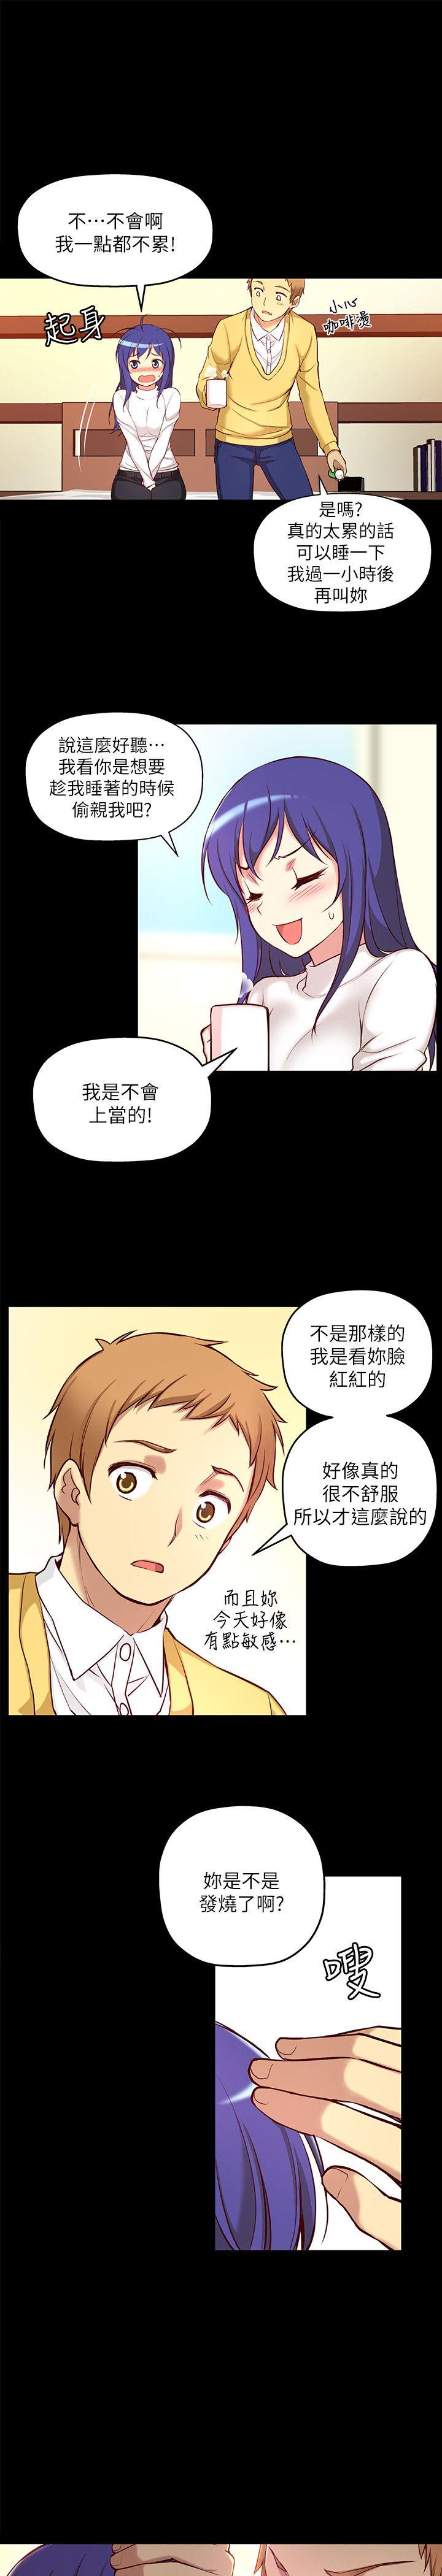 不…不會啊
我一點都不累!
起身
小心
咖啡燙
是嗎?
真的太累的話
可以睡一下
我過一小時後
再叫妳
說這麼好聽…
我看你是想要
趁我睡著的時候
偷親我吧?
我是不會
上當的!
不是那樣的
我是看妳臉
紅紅的
好像真的
很不舒服
所以才這麼說的
而且妳
今天好像
有點敏感…
妳是不是
發燒了啊?
嗖